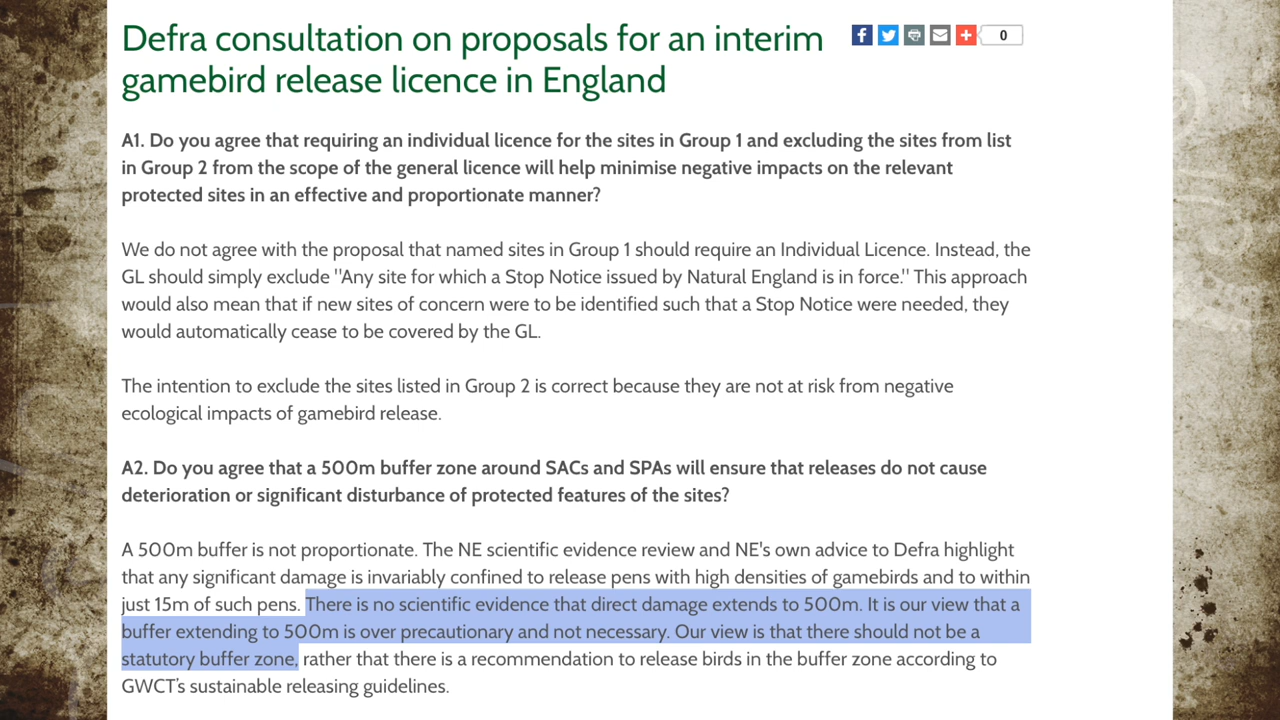 Defra consultation on proposals for an interim
0
gamebird release licence in England
A1. Do you agree that requiring an individual licence for the sites in Group 1 and excluding the sites from list
in Group 2 from the scope of the general licence will help minimise negative impacts on the relevant
protected sites in an effective and proportionate manner?
We do not agree with the proposal that named sites in Group 1 should require an Individual Licence. Instead, the
GL should simply exclude "Any site for which a Stop Notice issued by Natural England is in force." This approach
would also mean that if new sites of concern were to be identified such that a Stop Notice were needed, they
would automatically cease to be covered by the GL.
The intention to exclude the sites listed in Group 2 is correct because they are not at risk from negative
ecological impacts of gamebird release.
A2. Do you agree that a 500m buffer zone around SACs and SPAs will ensure that releases do not cause
deterioration or significant disturbance of protected features of the sites?
A 500m buffer is not proportionate. The NE scientific evidence review and NE's own advice to Defra highlight
that any significant damage is invariably confined to release pens with high densities of gamebirds and to within
just 15m of such pens. There is no scientific evidence that direct damage extends to 500m. It is our view that a
buffer extending to 500m is over precautionary and not necessary. Our view is that there should not be a
statutory buffer zone, rather that there is a recommendation to release birds in the buffer zone according to
GWCT's sustainable releasing guidelines.